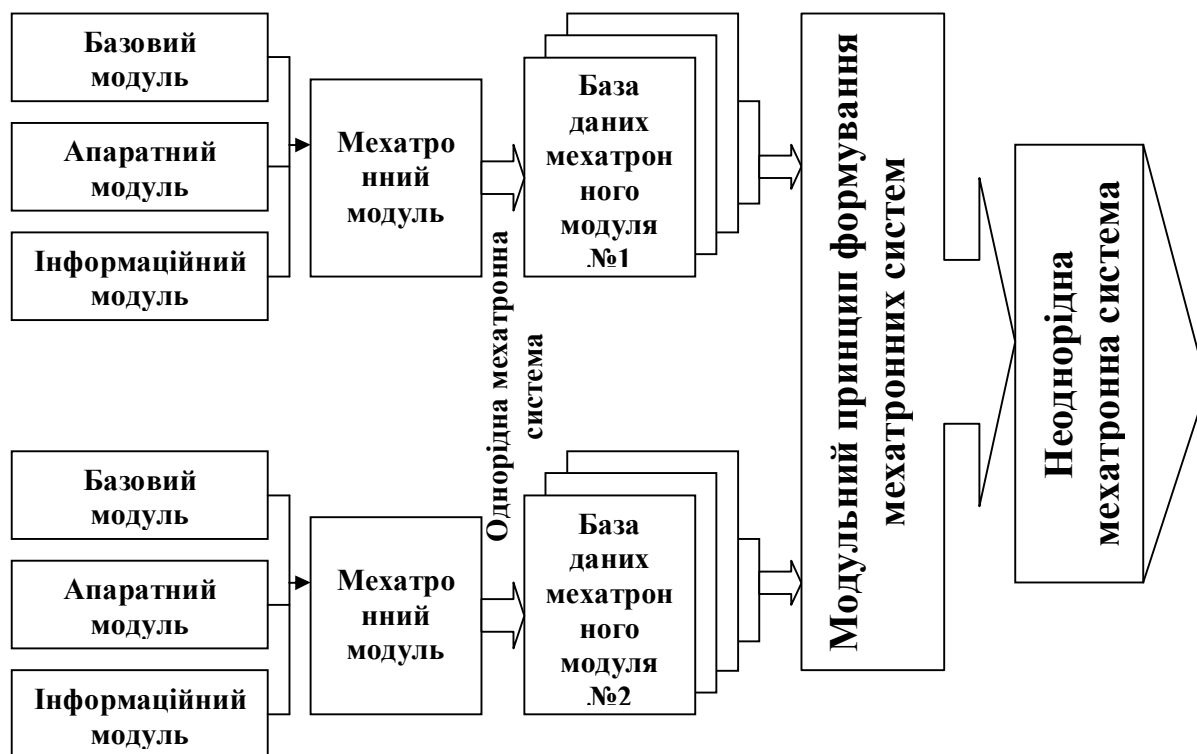 Базовий
модуль
Апаратний
модуль
Інформаційний
модуль
Мехатро
нний
модуль
База
даних
мехатрон
ного
модуля
№1
Однорідна мехатронна
система
Базовий
модуль
Апаратний
модуль
Інформаційний
модуль
Мехатро
нний
модуль
База
даних
мехатрон
ного
модуля
№2
Модульний принцип формування
мехатронних систем
Неоднорідна
мехатронна система